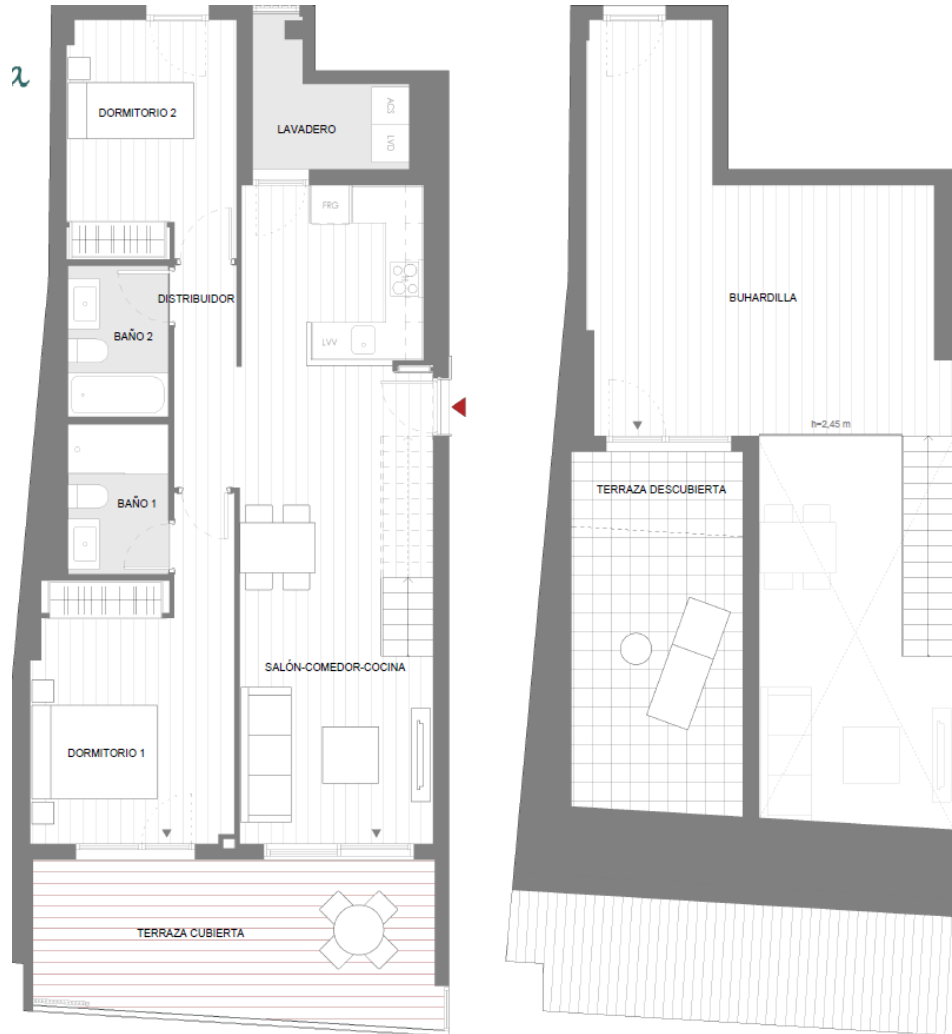 a
DORMITORIO 2
LAVADERO
ACS
LVD
FRG
DISTRIBUIDOR
BAÑO 2
LVV
BAÑO 1
SALÓN-COMEDOR-COCINA
DORMITORIO 1
TERRAZA CUBIERTA
BUHARDILLA
h=2,45 m
TERRAZA DESCUBIERTA